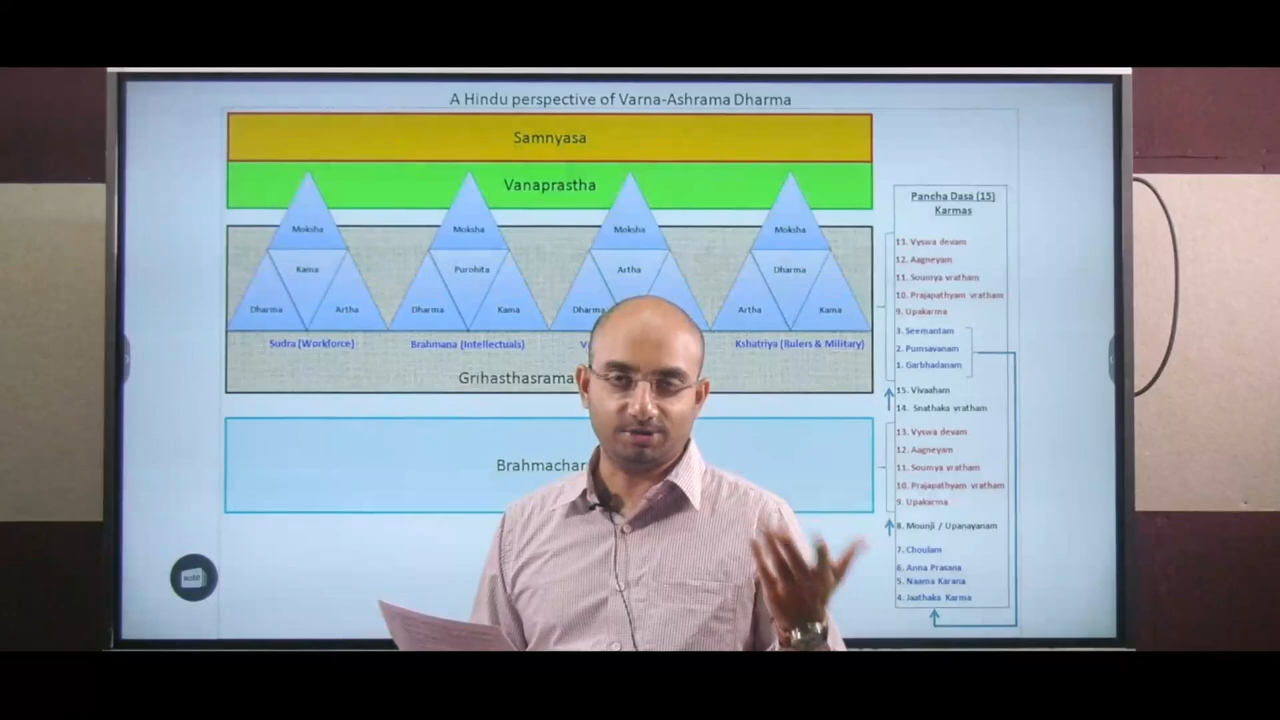 A Hindu perspective of Varna-Ashrama Dharma
Samnyasa
Vanaprastha
Moksha
Moksha
Moksha
Moksha
Kama
Purohita
Artha
Dharma
Dharma
Artha
Dharma
Kama
Dharma
Artha
Kama
Sudra (Workforce)
Brahmana (Intellectuals)
Kshatriya (Rulers & Military)
Grihasthasrama
Pancha Dasa (15)
Karmas
13. Vyswa devam
12. Aagneyam
11. Soumya vratham
10. Prajapathyam vratham
9. Upakarma
3. Seemantam
2. Pumsavanam
1. Garbhadanam
15. Vivaaham
14. Snathaka vratham
13. Vyswa devam
12. Aagneyam
11. Soumya vratham
10. Prajapathyam vratham
9. Upakarma
8. Mounji / Upanayanam
7. Choulam
6. Anna Prasana
5. Naama Karana
4. Jaathaka Karma